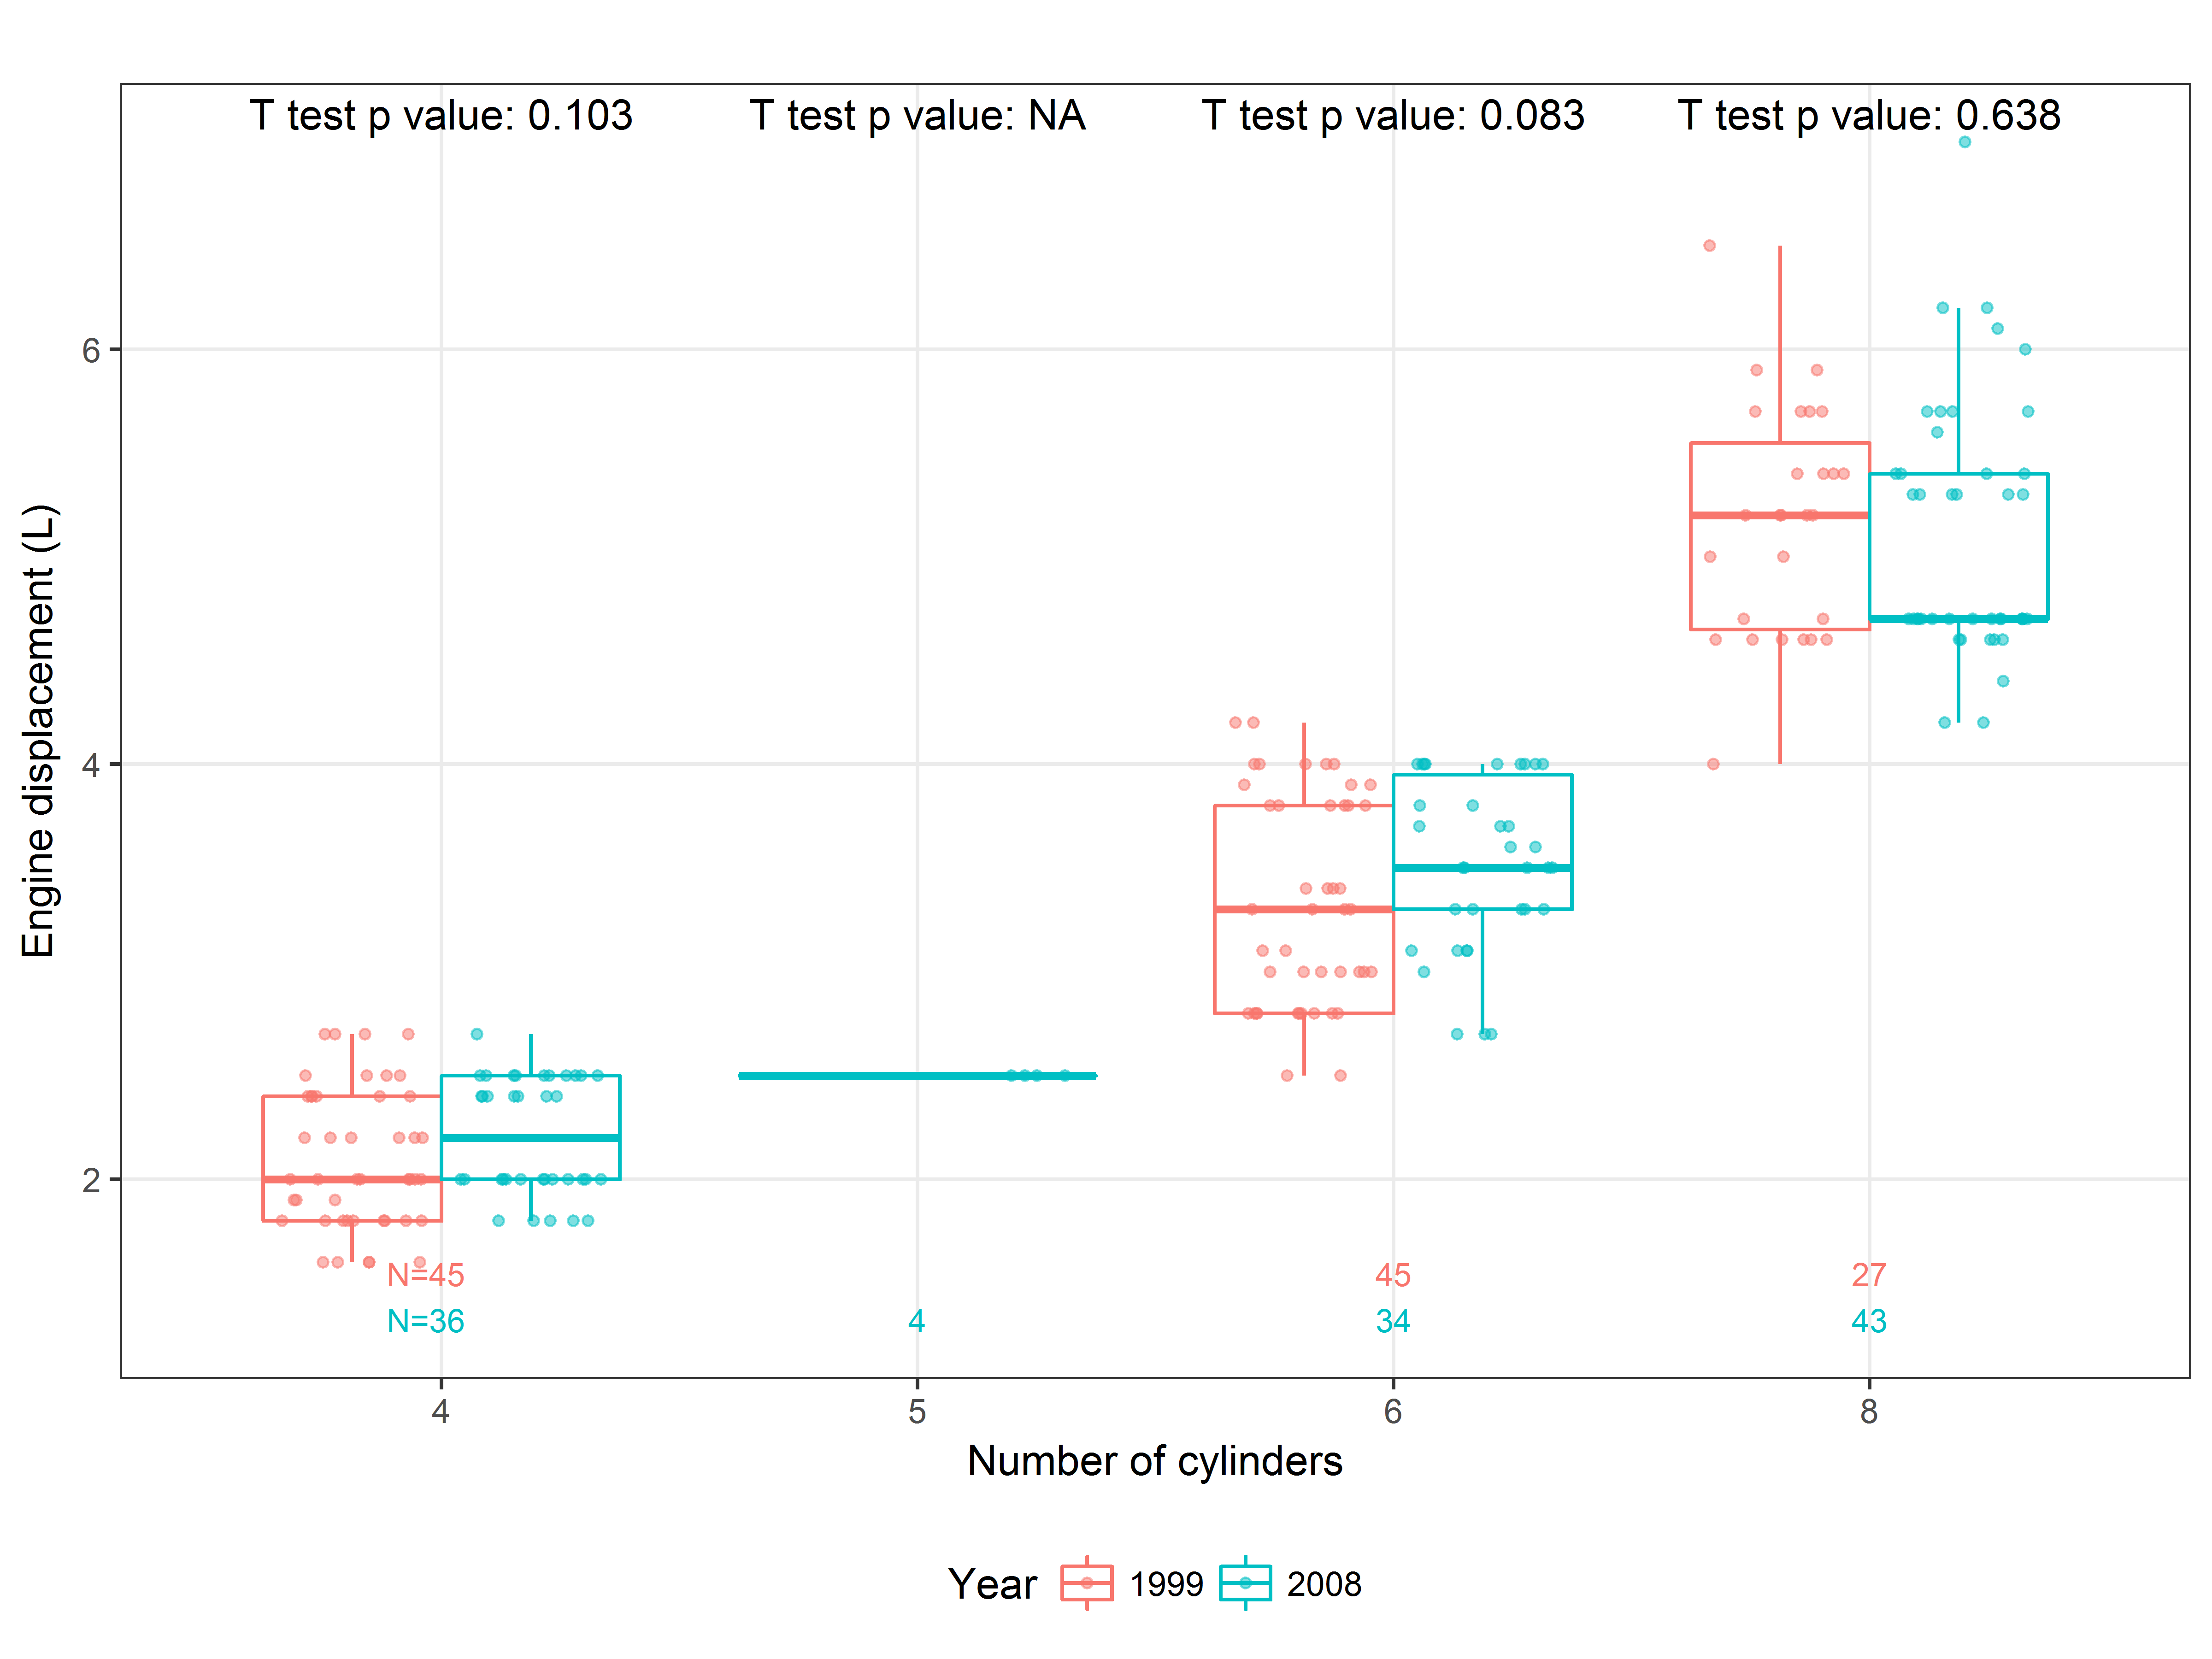 T test p value: 0.103 T test p value: NA T test p value: 0.083 T test p value: 0.638
Engine displacement (L)
6
4
2
N=45 45 27
N=36 4 34 43
4 5 6 8
Number of cylinders
Year 1999 2008